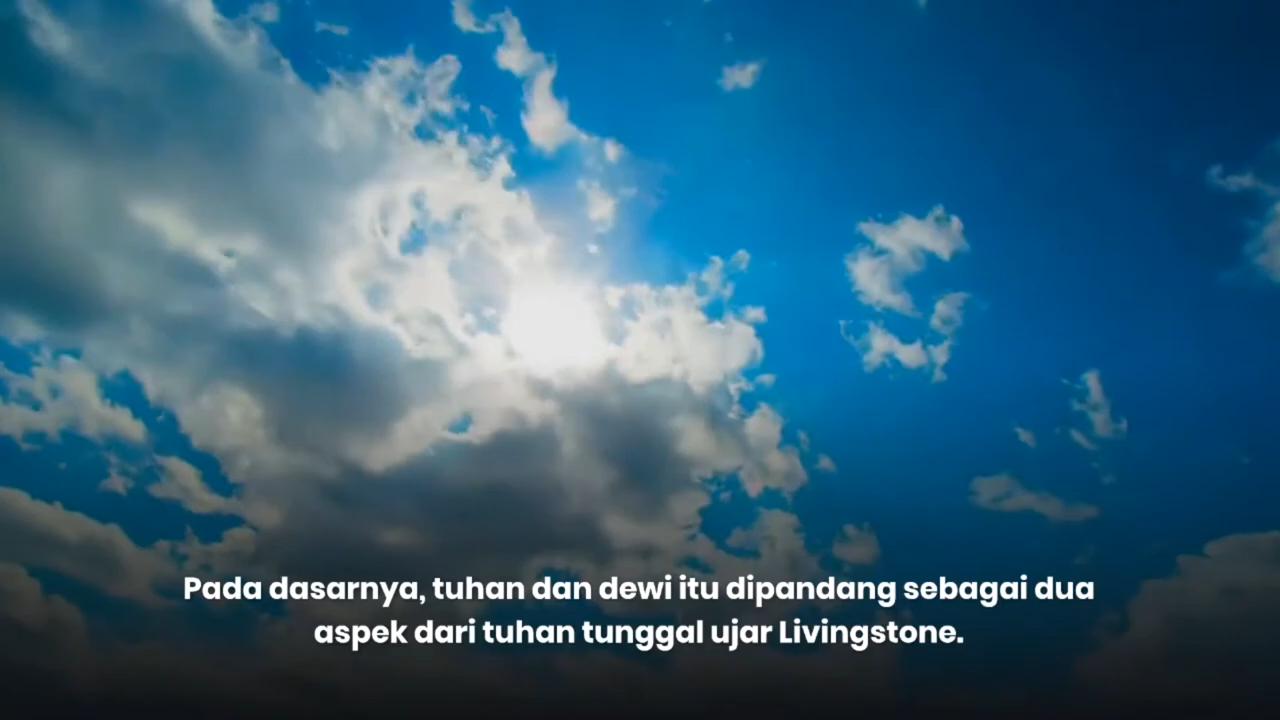 Pada dasarnya, tuhan dan dewi itu dipandang sebagai dua
aspek dari tuhan tunggal ujar Livingstone.